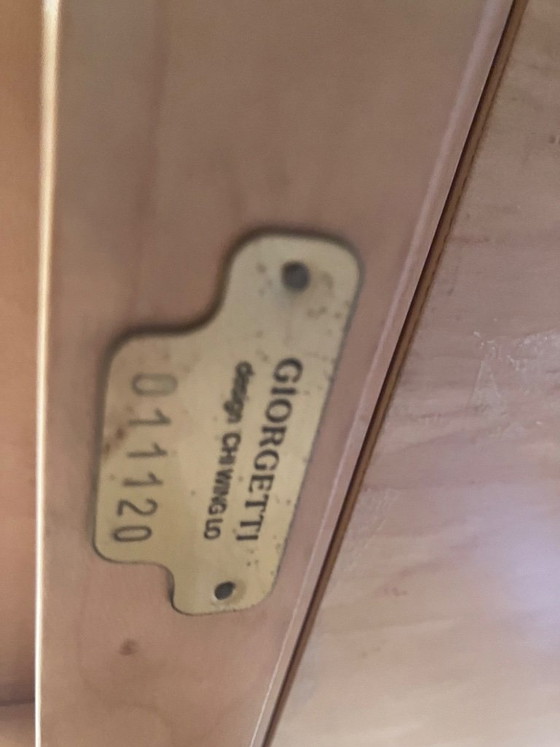 GIORGETTI
design CHI WING LO
011120